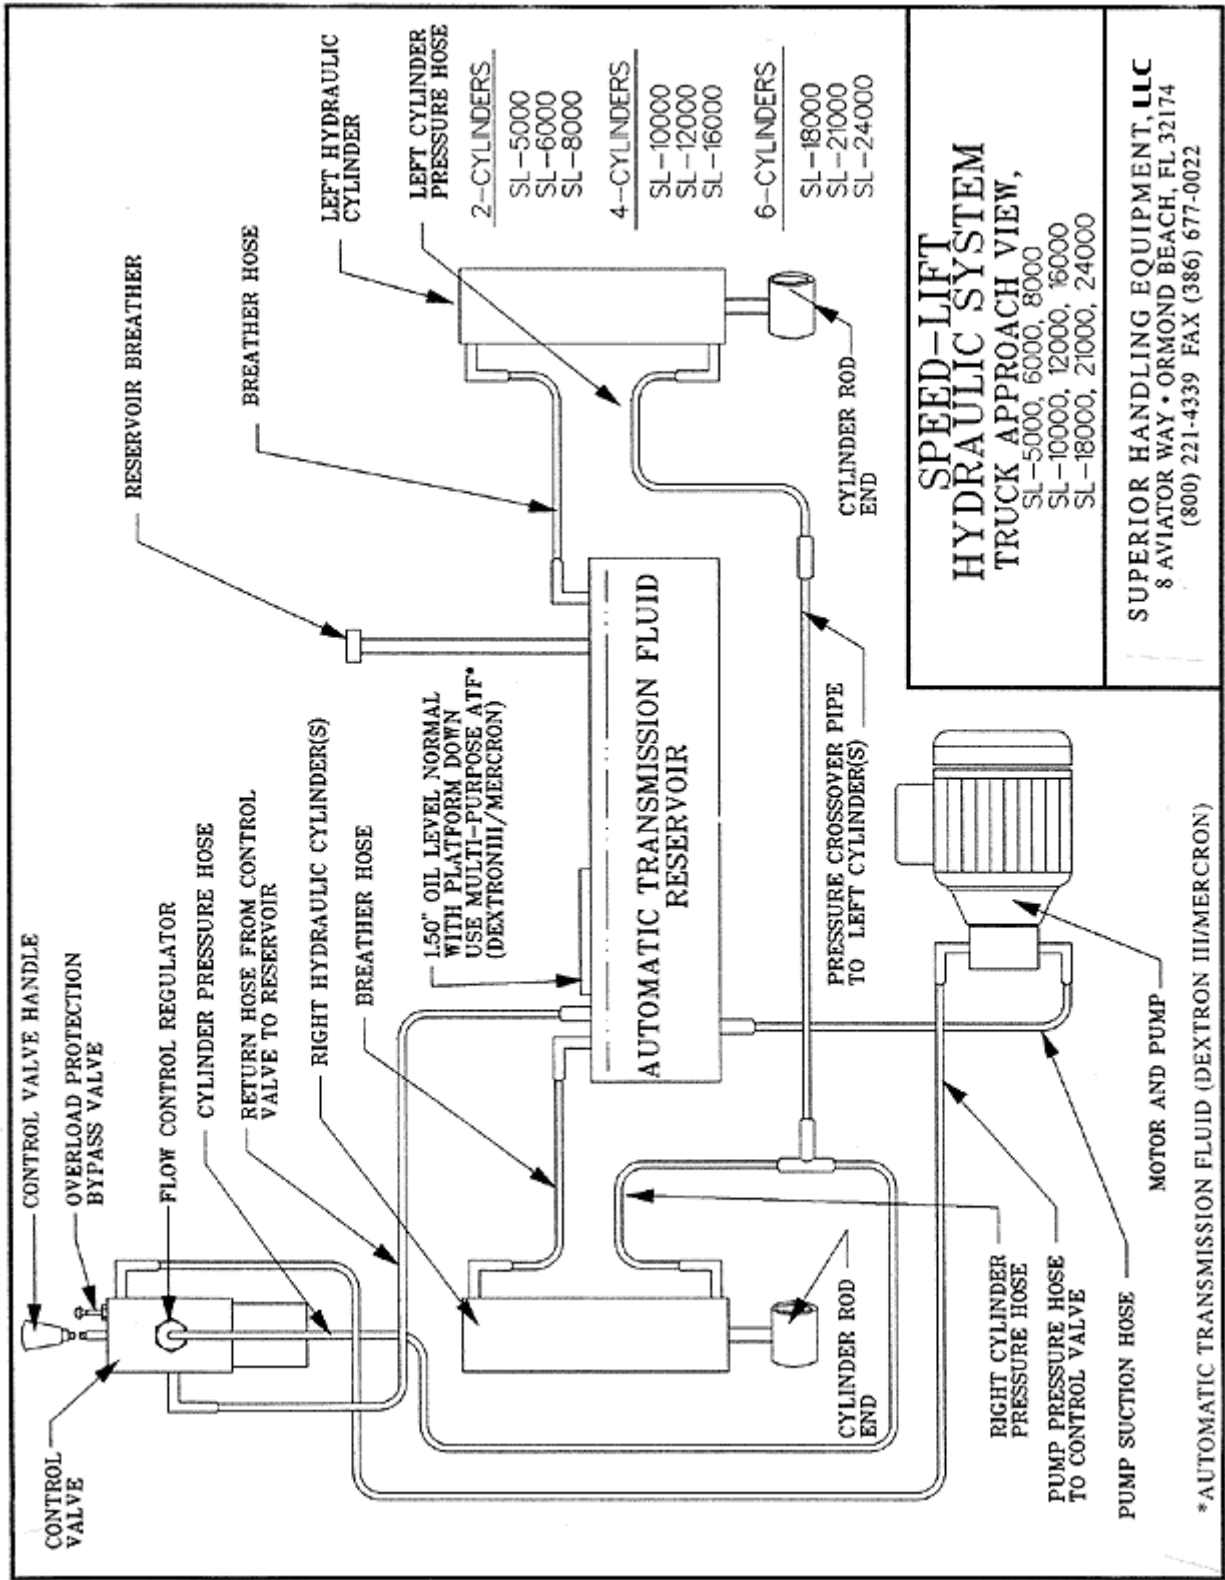 CONTROL VALVE HANDLE
OVERLOAD PROTECTION
BYPASS VALVE
CONTROL
VALVE
FLOW CONTROL REGULATOR
CYLINDER PRESSURE HOSE
RETURN HOSE FROM CONTROL
VALVE TO RESERVOIR
RIGHT HYDRAULIC CYLINDER(S)
BREATHER HOSE
1.50" OIL LEVEL NORMAL
WITH PLATFORM DOWN
USE MULTI-PURPOSE ATF*
(DEXTRONIII/MERCRON)
RESERVOIR BREATHER
BREATHER HOSE
LEFT HYDRAULIC
CYLINDER
LEFT CYLINDER
PRESSURE HOSE
2-CYLINDERS
SL-5000
SL-6000
SL-8000
4-CYLINDERS
SL-10000
SL-12000
SL-16000
6-CYLINDERS
SL-18000
SL-21000
SL-24000
AUTOMATIC TRANSMISSION FLUID
RESERVOIR
CYLINDER ROD
END
PRESSURE CROSSOVER PIPE
TO LEFT CYLINDER(S)
CYLINDER ROD
END
RIGHT CYLINDER
PRESSURE HOSE
PUMP PRESSURE HOSE
TO CONTROL VALVE
PUMP SUCTION HOSE
MOTOR AND PUMP
*AUTOMATIC TRANSMISSION FLUID (DEXTRON III/MERCRON)
SPEED-LIFT
HYDRAULIC SYSTEM
TRUCK APPROACH VIEW,
SL-5000, 6000, 8000
SL-10000, 12000, 16000
SL-18000, 21000, 24000
SUPERIOR HANDLING EQUIPMENT, LLC
8 AVIATOR WAY • ORMOND BEACH, FL 32174
(800) 221-4339 FAX (386) 677-0022